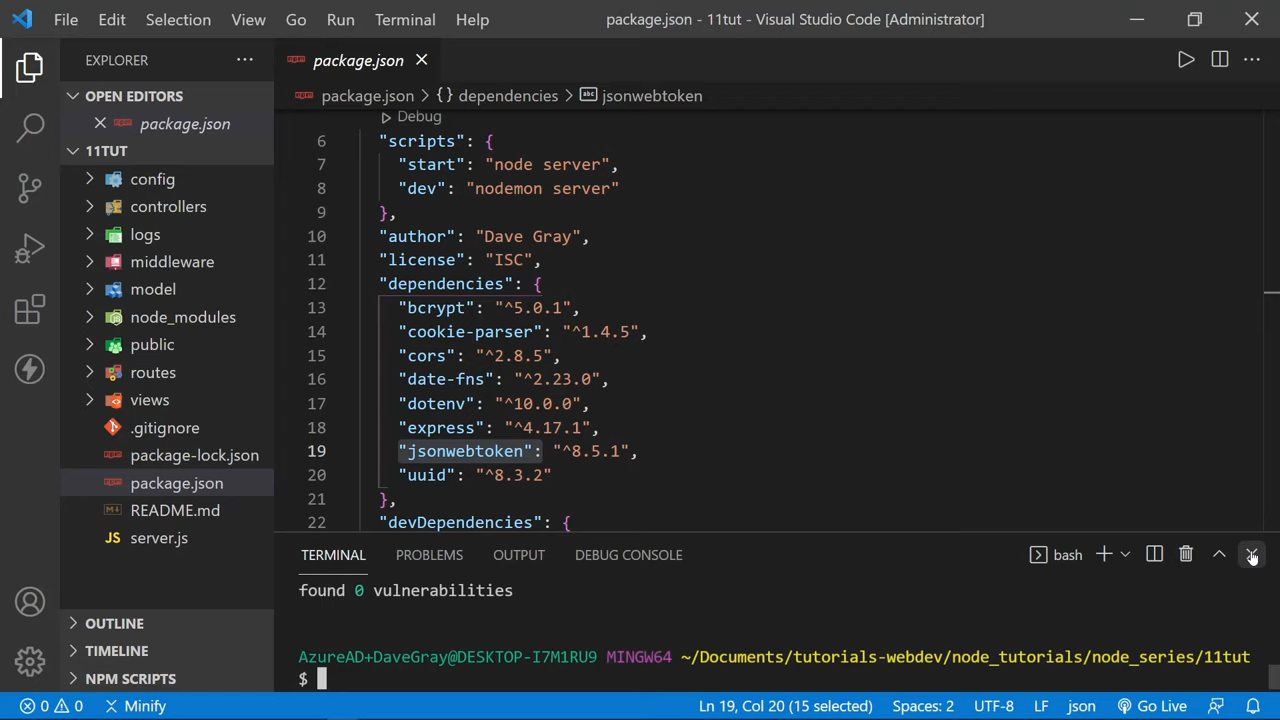 File Edit Selection View Go Run Terminal Help package.json - 11tut - Visual Studio Code [Administrator]
EXPLORER
package.json
OPEN EDITORS
package.json
11TUT
config
controllers
logs
middleware
model
node_modules
public
routes
views
.gitignore
package-lock.json
package.json
README.md
JS server.js
OUTLINE
TIMELINE
NPM SCRIPTS
package.json > {} dependencies > abc jsonwebtoken
Debug
6 "scripts": {
7 "start": "node server",
8 "dev": "nodemon server"
9 },
10 "author": "Dave Gray",
11 "license": "ISC",
12 "dependencies": {
13 "bcrypt": "^5.0.1",
14 "cookie-parser": "^1.4.5",
15 "cors": "^2.8.5",
16 "date-fns": "^2.23.0",
17 "dotenv": "^10.0.0",
18 "express": "^4.17.1",
19 "jsonwebtoken": "^8.5.1",
20 "uuid": "^8.3.2"
21 },
22 "devDependencies": {
TERMINAL PROBLEMS OUTPUT DEBUG CONSOLE bash
found 0 vulnerabilities
AzureAD+DaveGray@DESKTOP-I7M1RU9 MINGW64 ~/Documents/tutorials-webdev/node_tutorials/node_series/11tut
$
0 0 Minify Ln 19, Col 20 (15 selected) Spaces: 2 UTF-8 LF json Go Live